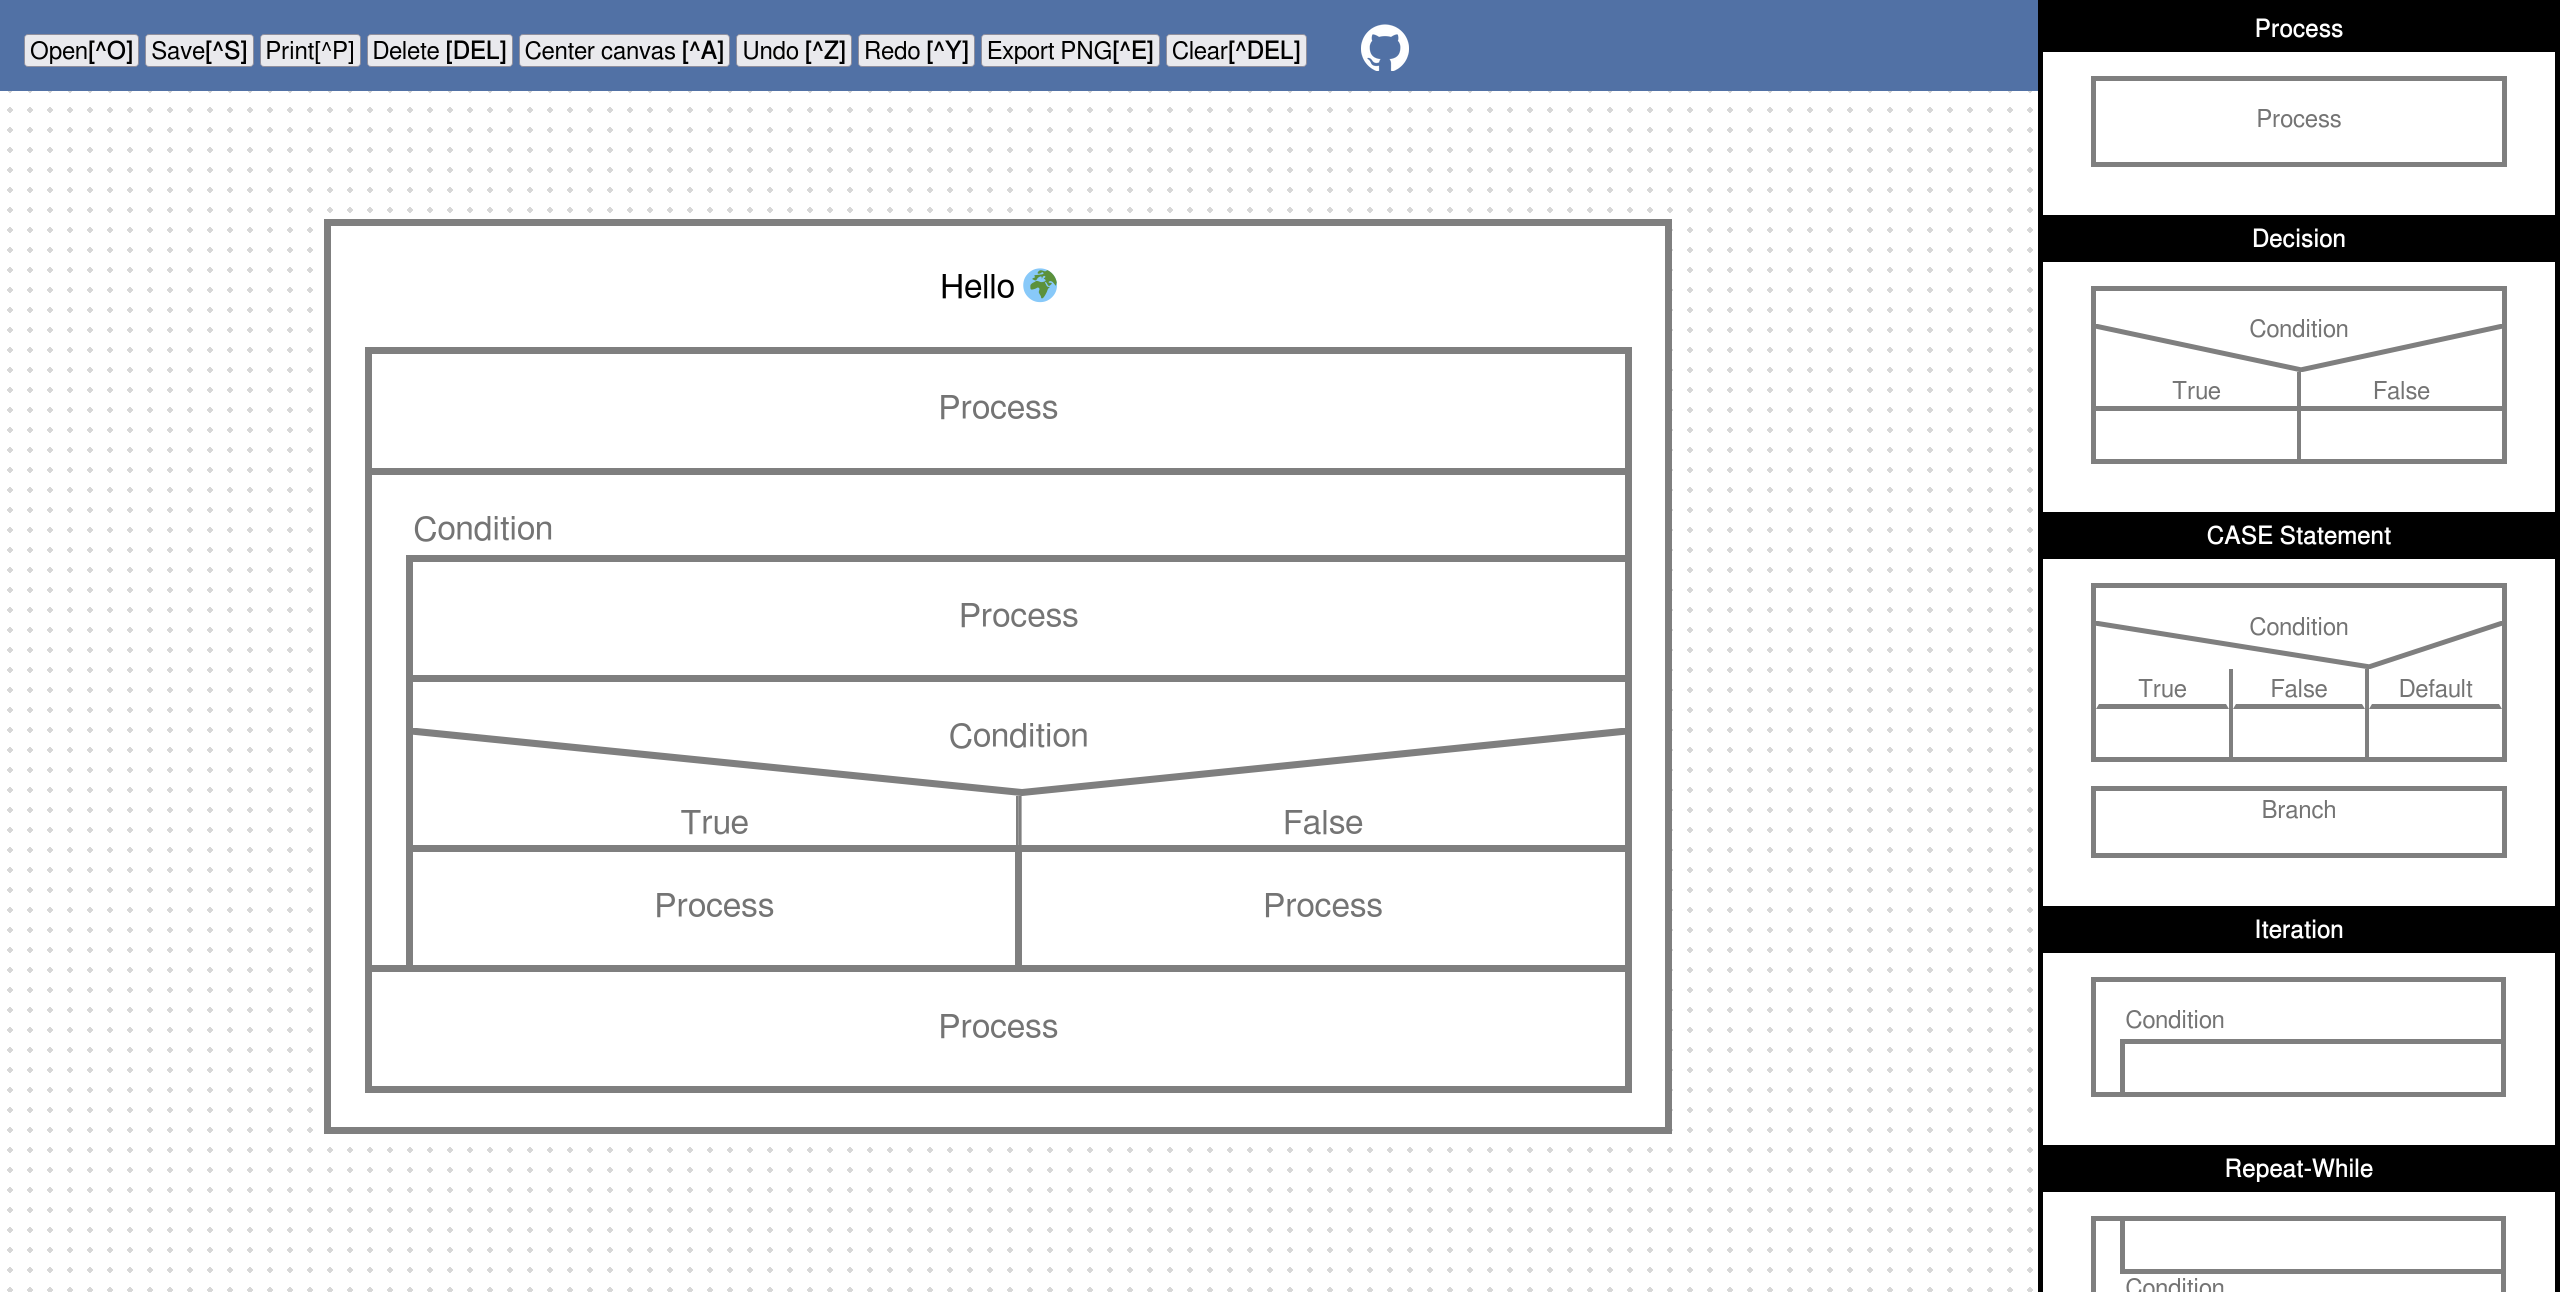 Open[^O] Save[^S] Print[^P] Delete [DEL] Center canvas [^A] Undo [^Z] Redo [^Y] Export PNG[^E] Clear[^DEL]
Hello 🌍
Process
Condition
Process
Condition
True False
Process Process
Process
Process
Process
Decision
Condition
True False
CASE Statement
Condition
True False Default
Branch
Iteration
Condition
Repeat-While
Condition